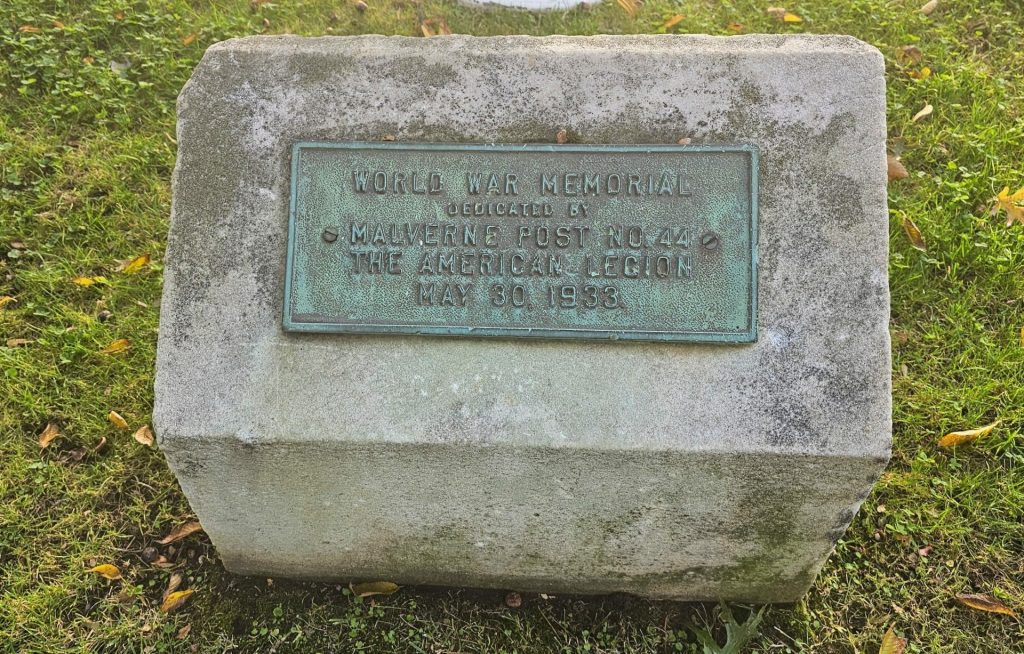 WORLD WAR MEMORIAL
DEDICATED BY
MALVERNE POST NO. 44
THE AMERICAN LEGION
MAY 30, 1933.